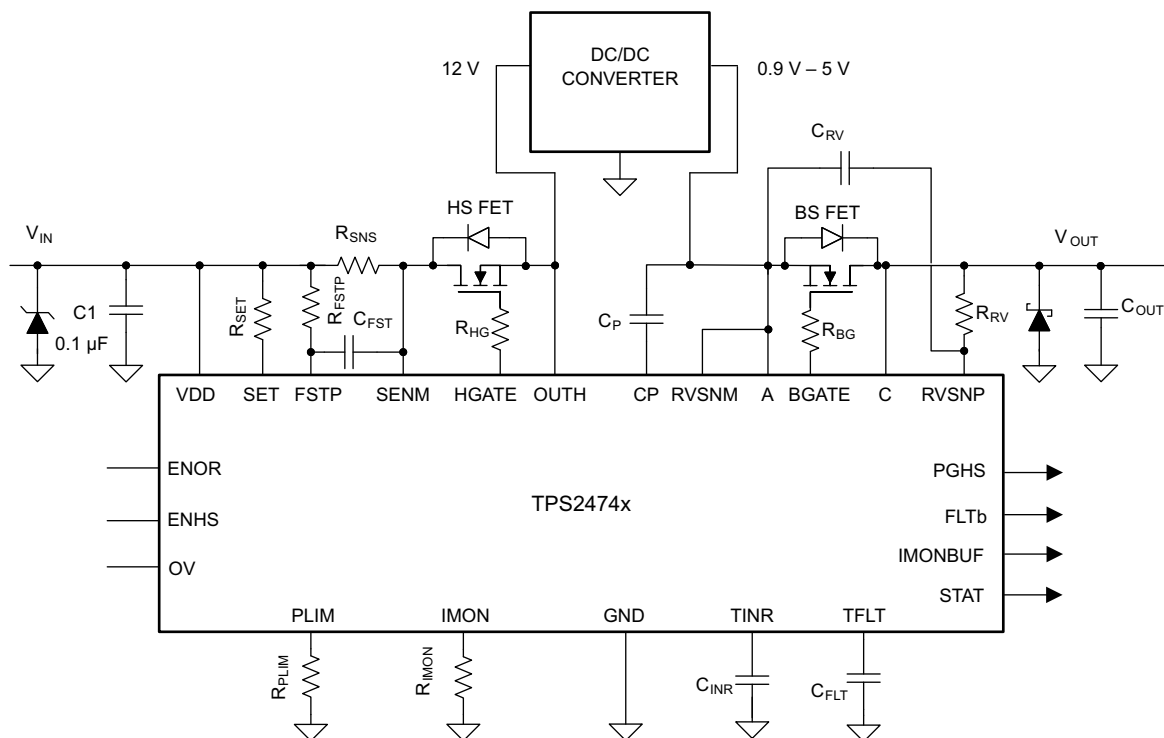 DC/DC
CONVERTER
12 V
0.9 V – 5 V
C_RV
HS FET
BS FET
V_IN
R_SNS
V_OUT
C1
0.1 µF
R_SET
R_FSTP
C_FST
R_HG
C_P
R_BG
R_RV
C_OUT
VDD SET FSTP SENM HGATE OUTH CP RVSNM A BGATE C RVSNP
ENOR
ENHS
OV
TPS2474x
PGHS
FLTb
IMONBUF
STAT
PLIM IMON GND TINR TFLT
R_PLIM
R_IMON
C_INR
C_FLT